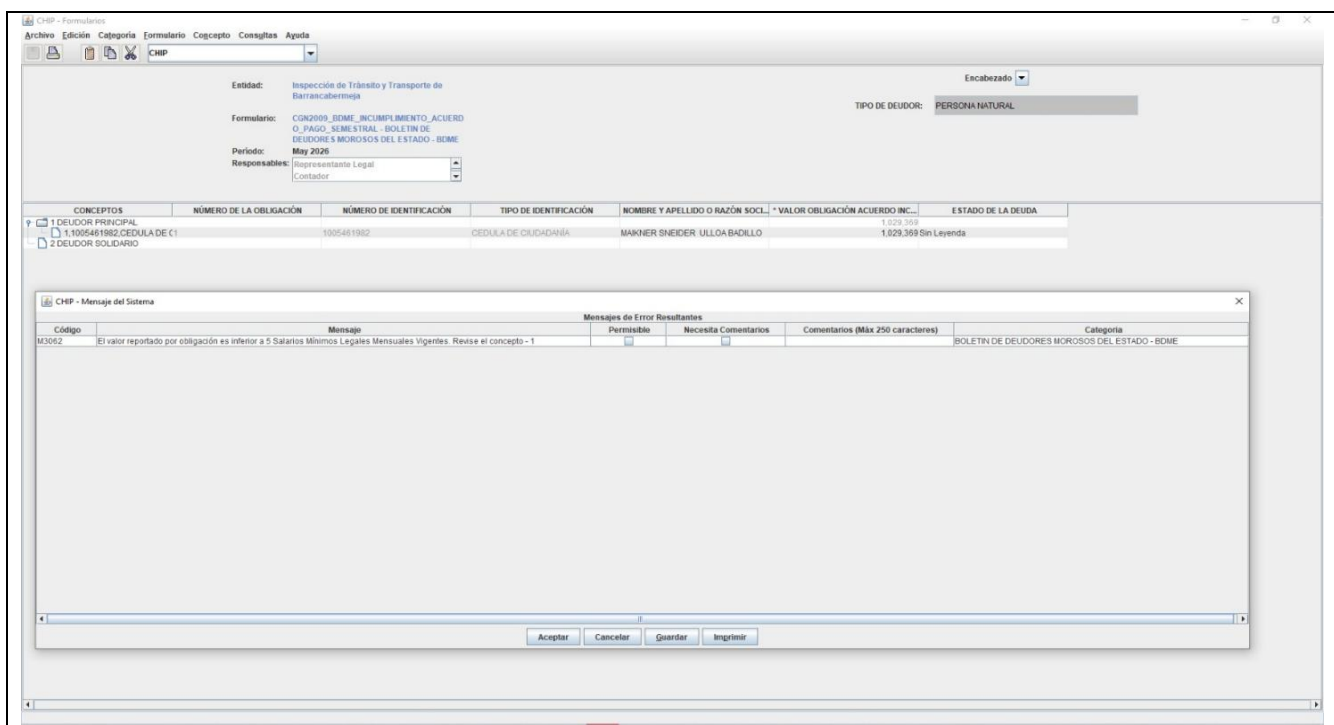 CHIP - Formularios
Archivo Edición Categoría Formulario Concepto Consultas Ayuda
CHIP
Encabezado
Entidad: Inspección de Trânsito y Transporte de
Barrancabermeja
TIPO DE DEUDOR: PERSONA NATURAL
Formulario: CGN2009_BDME_INCUMPLIMIENTO_ACUERD
O_PAGO_SEMESTRAL - BOLETIN DE
DEUDORES MOROSOS DEL ESTADO - BDME
Periodo: May 2026
Responsables: Representante Legal
Contador
CONCEPTOS NÚMERO DE LA OBLIGACIÓN NÚMERO DE IDENTIFICACIÓN TIPO DE IDENTIFICACIÓN NOMBRE Y APELLIDO O RAZÓN SOCI... * VALOR OBLIGACIÓN ACUERDO INC... ESTADO DE LA DEUDA
1 DEUDOR PRINCIPAL 1,029,369
1,1005461982,CEDULA DE C 1 1005461982 CEDULA DE CIUDADANÍA MAIKNER SNEIDER ULLOA BADILLO 1,029,369 Sin Leyenda
2 DEUDOR SOLIDARIO
CHIP - Mensaje del Sistema
Mensajes de Error Resultantes
Código Mensaje Permisible Necesita Comentarios Comentarios (Máx 250 caracteres) Categoría
M3062 El valor reportado por obligación es inferior a 5 Salarios Mínimos Legales Mensuales Vigentes. Revise el concepto - 1 BOLETIN DE DEUDORES MOROSOS DEL ESTADO - BDME
Aceptar Cancelar Guardar Imprimir